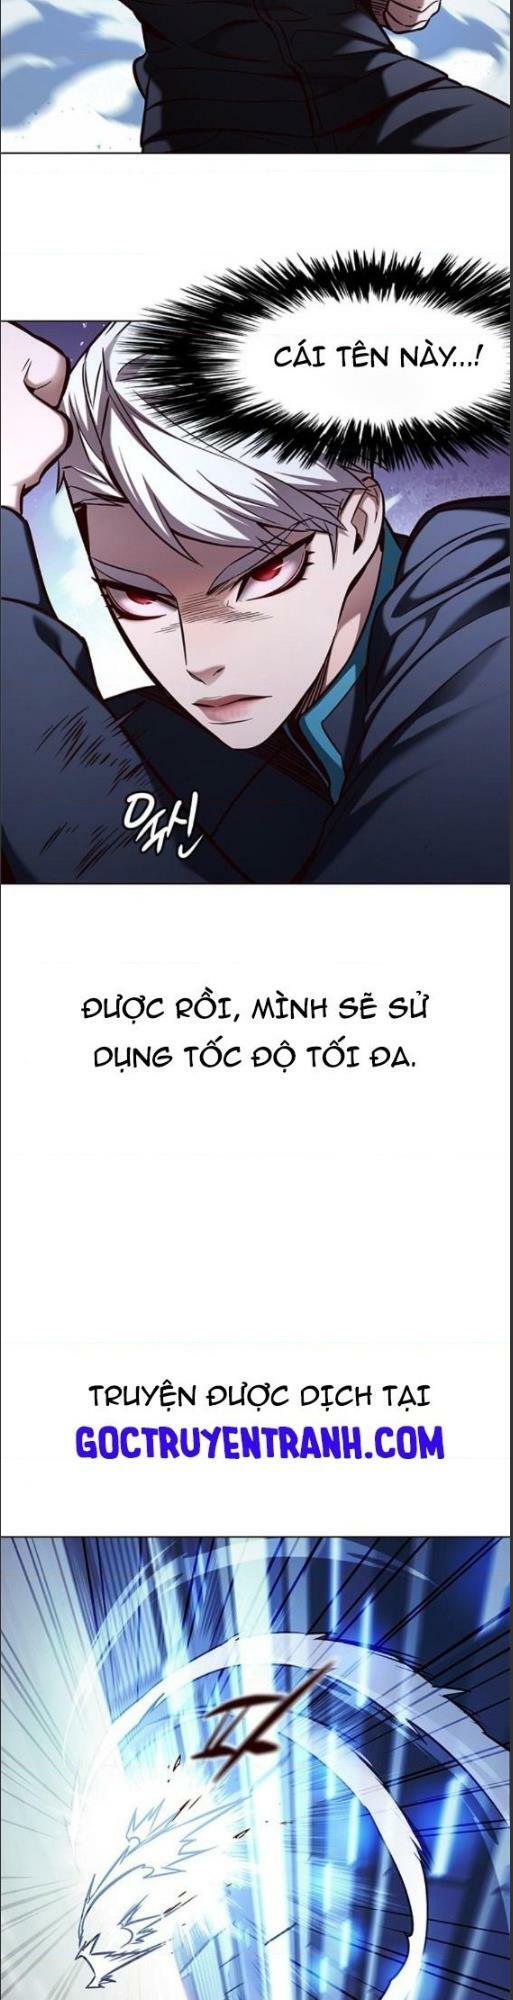 CÁI TÊN NÀY...!
ĐƯỢC RỒI, MÌNH SẼ SỬ
DỤNG TỐC ĐỘ TỐI ĐA.
TRUYỆN ĐƯỢC DỊCH TẠI
GOCTRUYENTRANH.COM